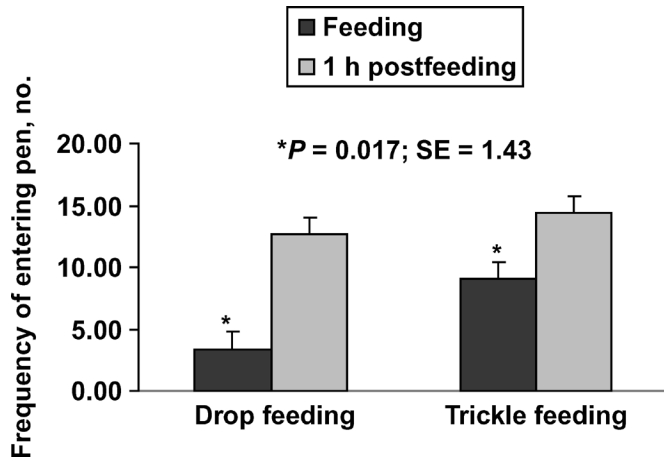 Feeding
1 h postfeeding
Frequency of entering pen, no.
20.00
15.00
10.00
5.00
0.00
*P = 0.017; SE = 1.43
*
*
Drop feeding
Trickle feeding